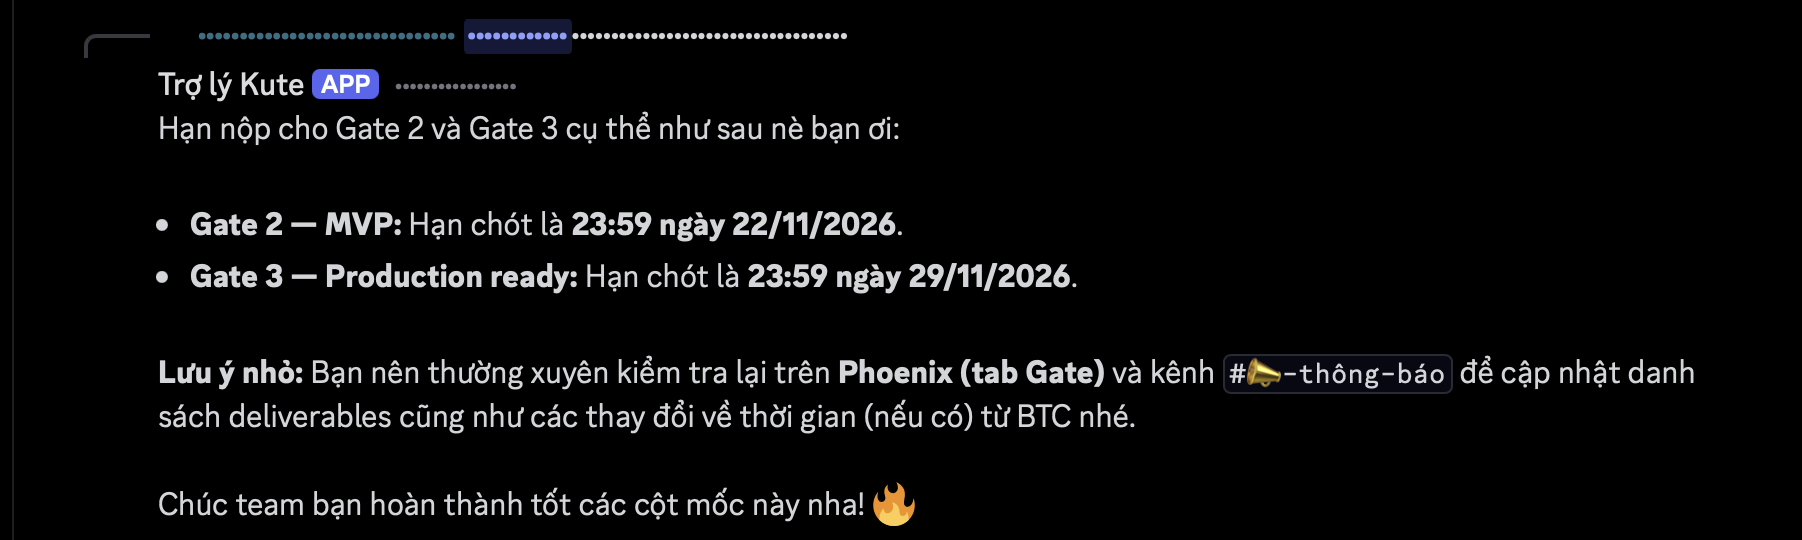 Trợ lý Kute APP
Hạn nộp cho Gate 2 và Gate 3 cụ thể như sau nè bạn ơi:
• Gate 2 — MVP: Hạn chót là 23:59 ngày 22/11/2026.
• Gate 3 — Production ready: Hạn chót là 23:59 ngày 29/11/2026.
Lưu ý nhỏ: Bạn nên thường xuyên kiểm tra lại trên Phoenix (tab Gate) và kênh #📣-thông-báo để cập nhật danh
sách deliverables cũng như các thay đổi về thời gian (nếu có) từ BTC nhé.
Chúc team bạn hoàn thành tốt các cột mốc này nha! 🔥